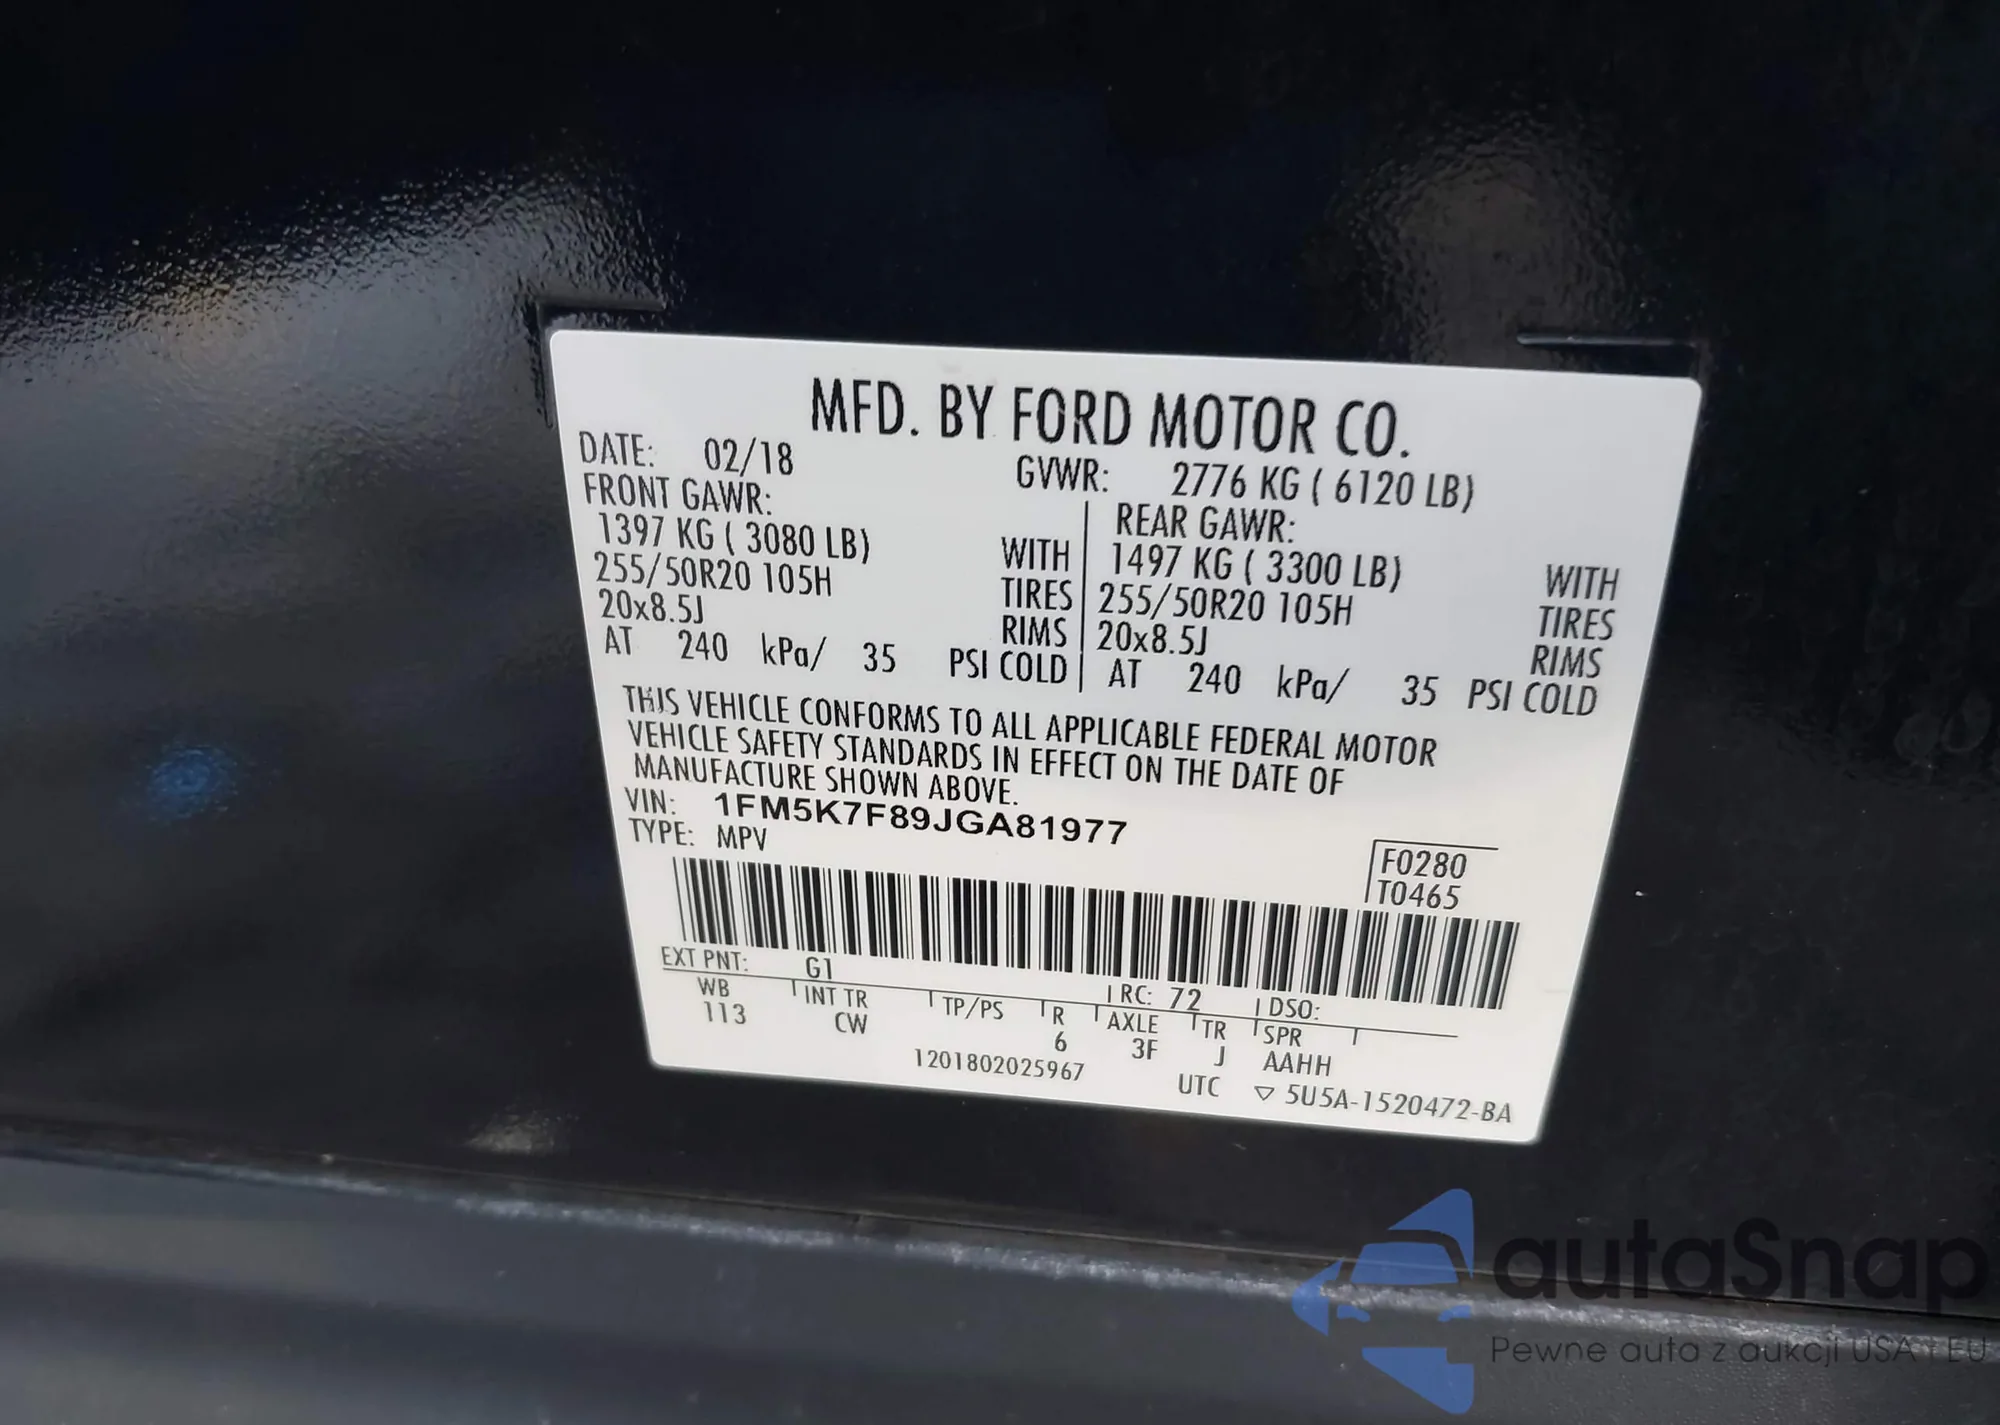 MFD. BY FORD MOTOR CO.
DATE: 02/18 GVWR: 2776 KG ( 6120 LB)
FRONT GAWR: REAR GAWR:
1397 KG ( 3080 LB) WITH 1497 KG ( 3300 LB) WITH
255/50R20 105H TIRES 255/50R20 105H TIRES
20x8.5J RIMS 20x8.5J RIMS
AT 240 kPa/ 35 PSI COLD AT 240 kPa/ 35 PSI COLD
THIS VEHICLE CONFORMS TO ALL APPLICABLE FEDERAL MOTOR
VEHICLE SAFETY STANDARDS IN EFFECT ON THE DATE OF
MANUFACTURE SHOWN ABOVE.
VIN: 1FM5K7F89JGA81977
TYPE: MPV
F0280
T0465
EXT PNT: G1 RC: 72 DSO:
WB INT TR TP/PS R AXLE TR SPR
113 CW 6 3F J AAHH
1201802025967 UTC ▽ 5U5A-1520472-BA
autaSnap
Pewne auta z aukcji USA i EU